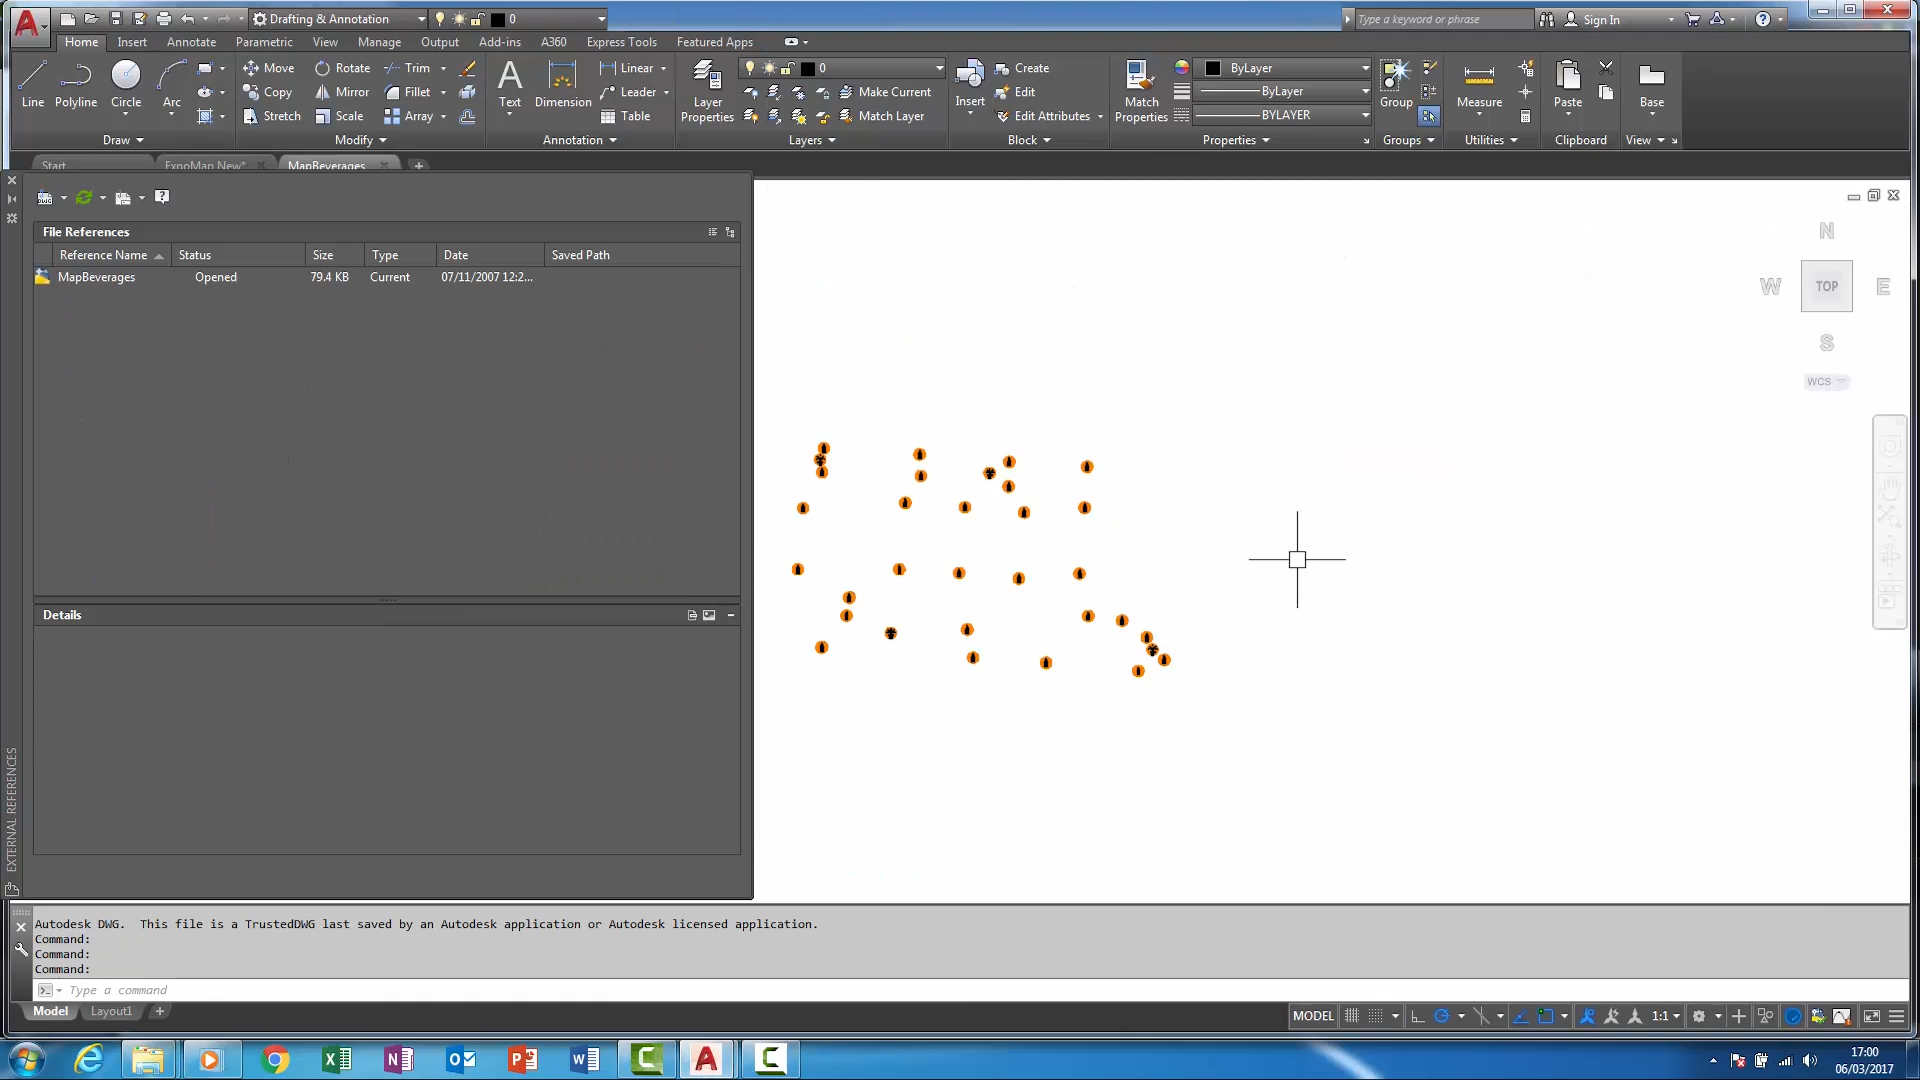 Drafting & Annotation
0
Type a keyword or phrase
Sign In
Home
Insert
Annotate
Parametric
View
Manage
Output
Add-ins
A360
Express Tools
Featured Apps
Line
Polyline
Circle
Arc
Draw
Move
Rotate
Trim
Copy
Mirror
Fillet
Stretch
Scale
Array
Modify
Text
Dimension
Linear
Leader
Table
Annotation
Layer
Properties
0
Make Current
Match Layer
Layers
Insert
Create
Edit
Edit Attributes
Block
Match
Properties
ByLayer
ByLayer
BYLAYER
Properties
Group
Groups
Measure
Utilities
Paste
Clipboard
Base
View
Start
ExpoMap New*
MapBeverages
File References
Reference Name
Status
Size
Type
Date
Saved Path
MapBeverages
Opened
79.4 KB
Current
07/11/2007 12:2...
Details
EXTERNAL REFERENCES
N
W
TOP
E
S
WCS
Autodesk DWG.  This file is a TrustedDWG last saved by an Autodesk application or Autodesk licensed application.
Command:
Command:
Command:
Type a command
Model
Layout1
MODEL
1:1
17:00
06/03/2017